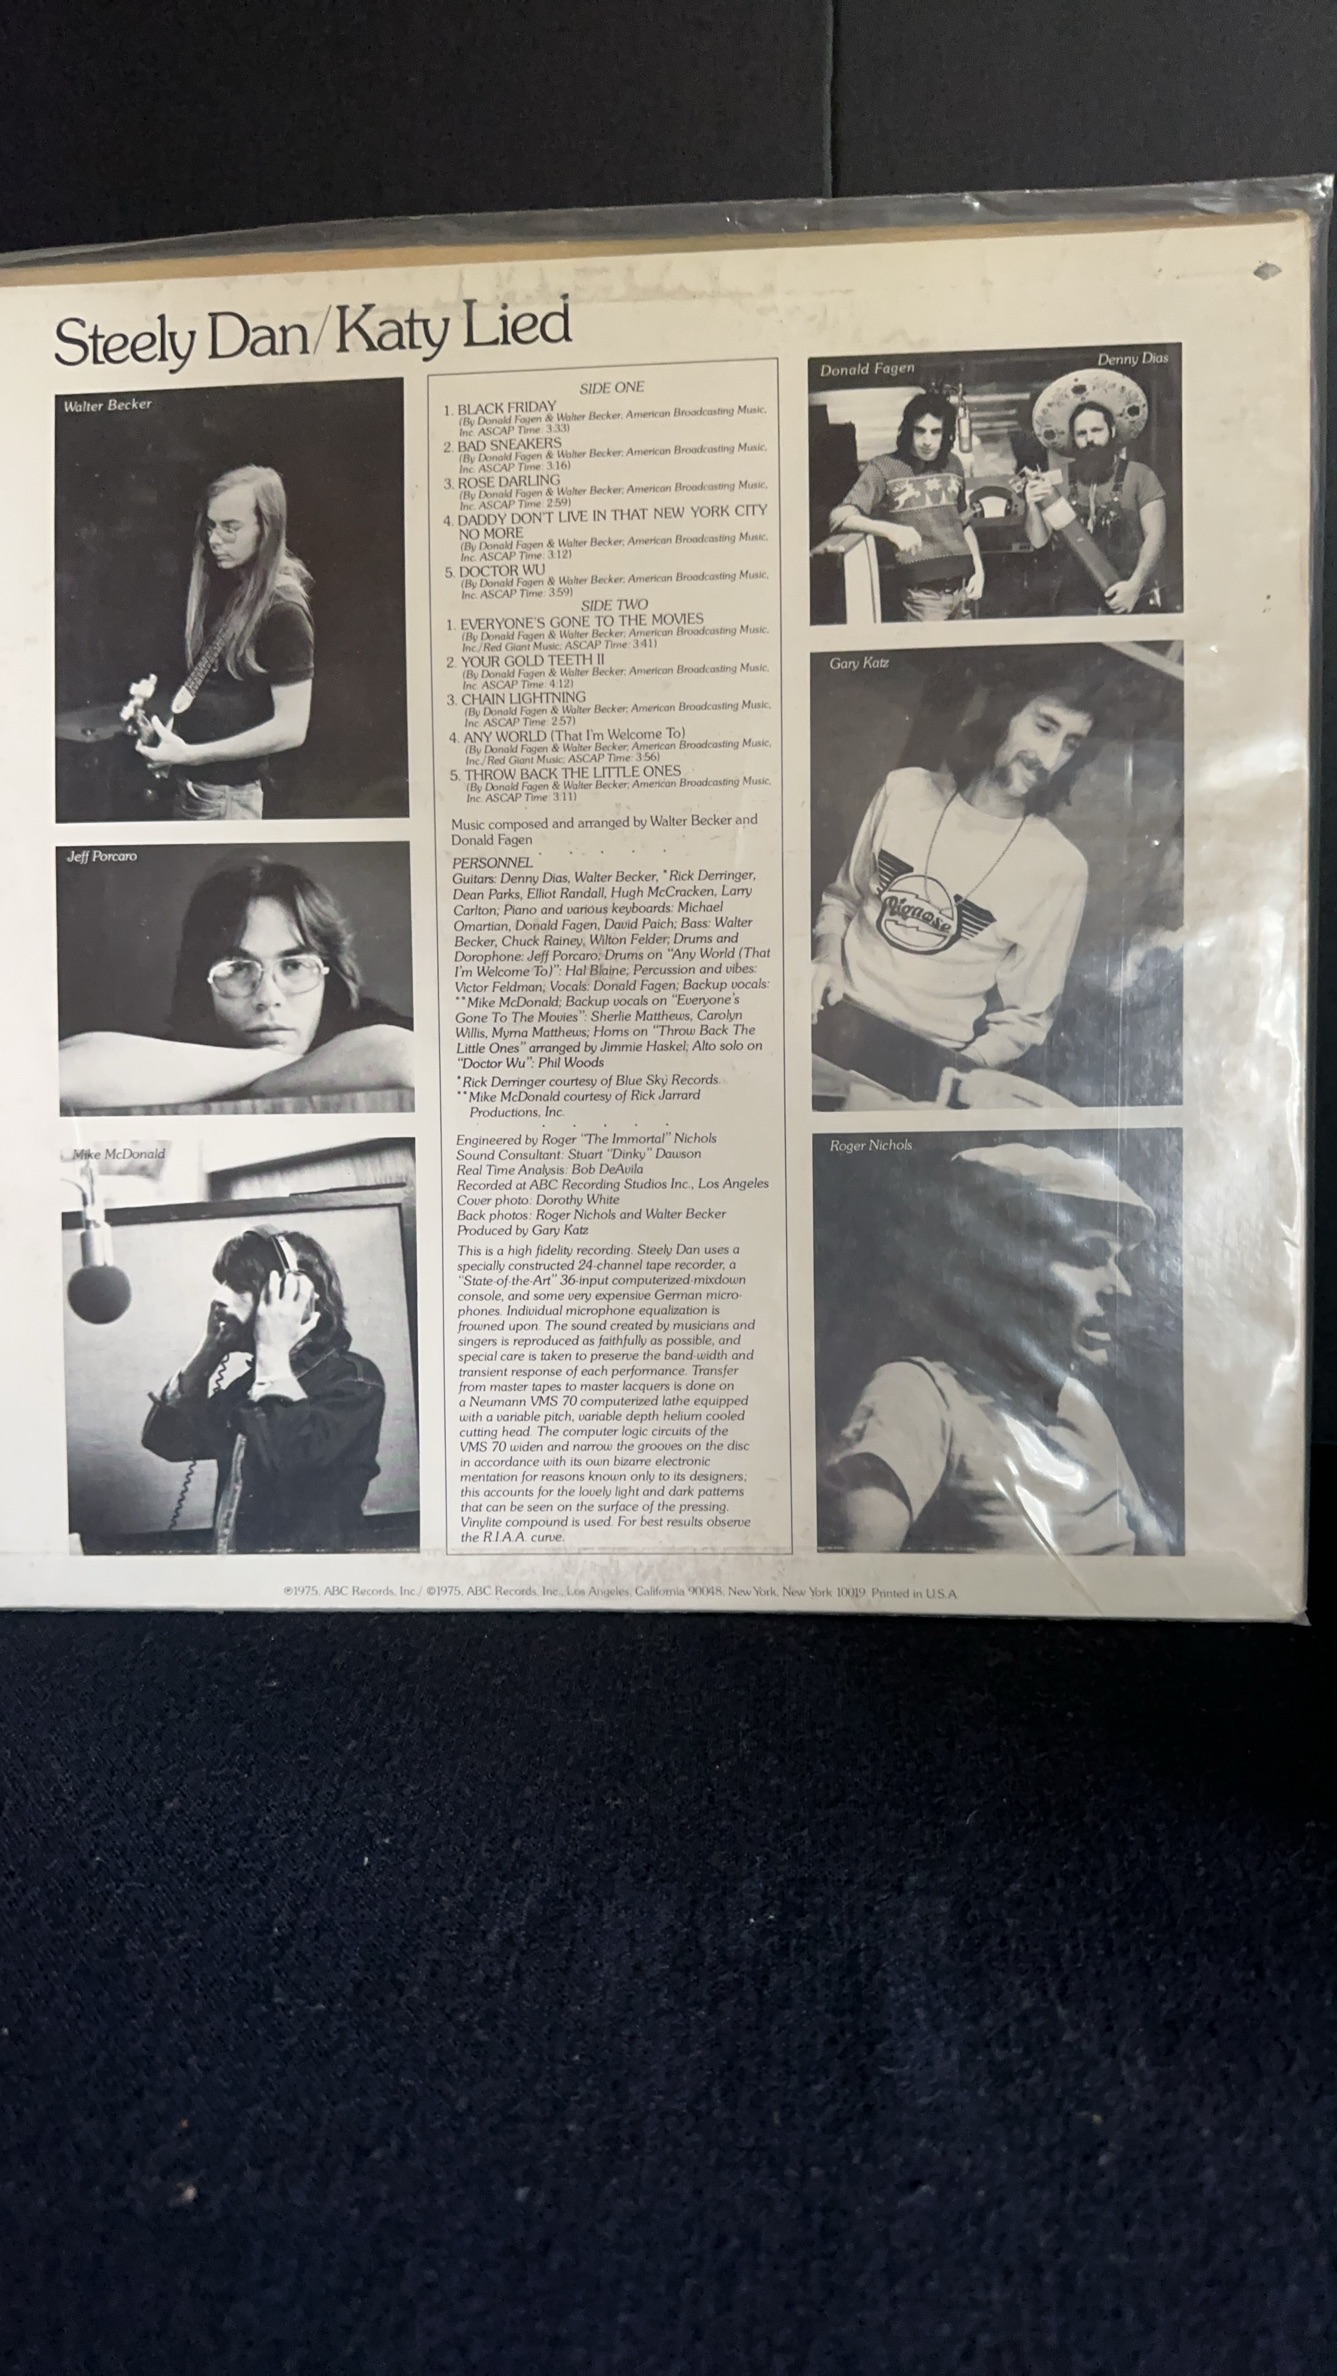 Steely Dan/Katy Lied
Walter Becker
Jeff Porcaro
Mike McDonald
SIDE ONE
1. BLACK FRIDAY
(By Donald Fagen & Walter Becker; American Broadcasting Music,
Inc. ASCAP Time: 3:33)
2. BAD SNEAKERS
(By Donald Fagen & Walter Becker; American Broadcasting Music,
Inc. ASCAP Time: 3:16)
3. ROSE DARLING
(By Donald Fagen & Walter Becker; American Broadcasting Music,
Inc. ASCAP Time: 2:59)
4. DADDY DON'T LIVE IN THAT NEW YORK CITY
NO MORE
(By Donald Fagen & Walter Becker; American Broadcasting Music,
Inc. ASCAP Time: 3:12)
5. DOCTOR WU
(By Donald Fagen & Walter Becker; American Broadcasting Music,
Inc. ASCAP Time: 3:59)
SIDE TWO
1. EVERYONE'S GONE TO THE MOVIES
(By Donald Fagen & Walter Becker; American Broadcasting Music,
Inc./Red Giant Music; ASCAP Time: 3:41)
2. YOUR GOLD TEETH II
(By Donald Fagen & Walter Becker; American Broadcasting Music,
Inc. ASCAP Time: 4:12)
3. CHAIN LIGHTNING
(By Donald Fagen & Walter Becker; American Broadcasting Music,
Inc. ASCAP Time: 2:57)
4. ANY WORLD (That I'm Welcome To)
(By Donald Fagen & Walter Becker; American Broadcasting Music,
Inc./Red Giant Music; ASCAP Time: 3:56)
5. THROW BACK THE LITTLE ONES
(By Donald Fagen & Walter Becker; American Broadcasting Music,
Inc. ASCAP Time: 3:11)
Music composed and arranged by Walter Becker and
Donald Fagen
PERSONNEL
Guitars: Denny Dias, Walter Becker, *Rick Derringer,
Dean Parks, Elliot Randall, Hugh McCracken, Larry
Carlton; Piano and various keyboards: Michael
Omartian, Donald Fagen, David Paich; Bass: Walter
Becker, Chuck Rainey, Wilton Felder; Drums and
Dorophone: Jeff Porcaro; Drums on "Any World (That
I'm Welcome To)": Hal Blaine; Percussion and vibes:
Victor Feldman; Vocals: Donald Fagen; Backup vocals:
**Mike McDonald; Backup vocals on "Everyone's
Gone To The Movies": Sherlie Matthews, Carolyn
Willis, Myrna Matthews; Horns on "Throw Back The
Little Ones" arranged by Jimmie Haskel; Alto solo on
"Doctor Wu": Phil Woods
*Rick Derringer courtesy of Blue Sky Records.
**Mike McDonald courtesy of Rick Jarrard
Productions, Inc.
Engineered by Roger "The Immortal" Nichols
Sound Consultant: Stuart "Dinky" Dawson
Real Time Analysis: Bob DeAvila
Recorded at ABC Recording Studios Inc., Los Angeles
Cover photo: Dorothy White
Back photos: Roger Nichols and Walter Becker
Produced by Gary Katz
This is a high fidelity recording. Steely Dan uses a
specially constructed 24-channel tape recorder, a
"State-of-the-Art" 36-input computerized mixdown
console, and some very expensive German micro-
phones. Individual microphone equalization is
frowned upon. The sound created by musicians and
singers is reproduced as faithfully as possible, and
special care is taken to preserve the band-width and
transient response of each performance. Transfer
from master tapes to master lacquers is done on
a Neumann VMS 70 computerized lathe equipped
with a variable pitch, variable depth helium cooled
cutting head. The computer logic circuits of the
VMS 70 widen and narrow the grooves on the disc
in accordance with its own bizarre electronic
mentation for reasons known only to its designers;
this accounts for the lovely light and dark patterns
that can be seen on the surface of the pressing.
Vinylite compound is used. For best results observe
the R.I.A.A. curve.
Donald Fagen
Denny Dias
Gary Katz
Pignose
Roger Nichols
℗1975, ABC Records, Inc./ ©1975, ABC Records, Inc., Los Angeles, California 90048, New York, New York 10019. Printed in U.S.A.